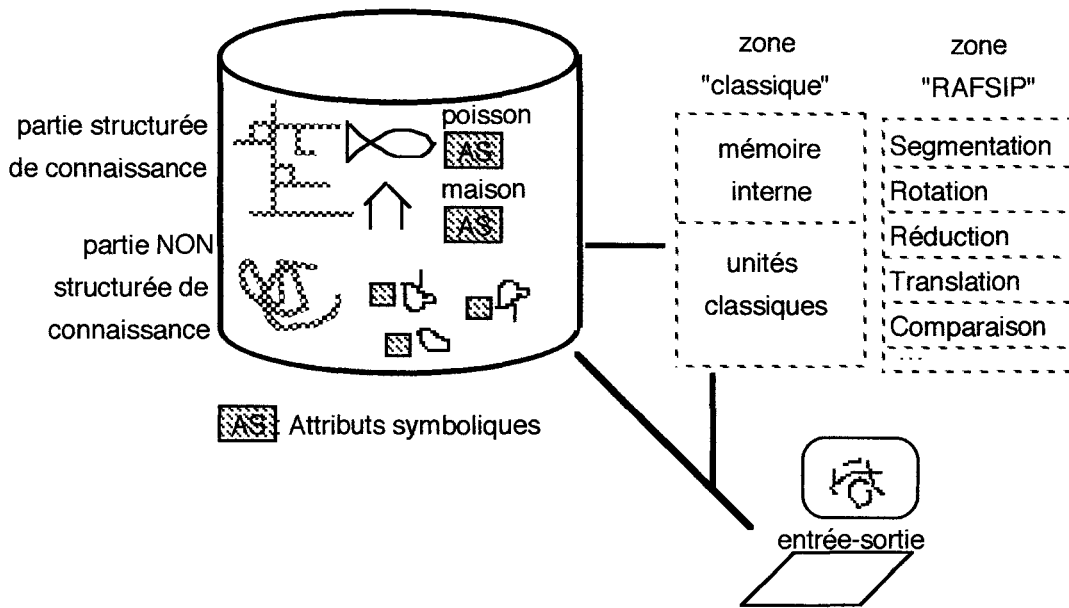 partie structurée
de connaissance
partie NON
structurée de
connaissance
poisson
AS
maison
AS
AS : Attributs symboliques
zone
"classique"
mémoire
interne
unités
classiques
zone
"RAFSIP"
Segmentation
Rotation
Réduction
Translation
Comparaison
....
entrée-sortie